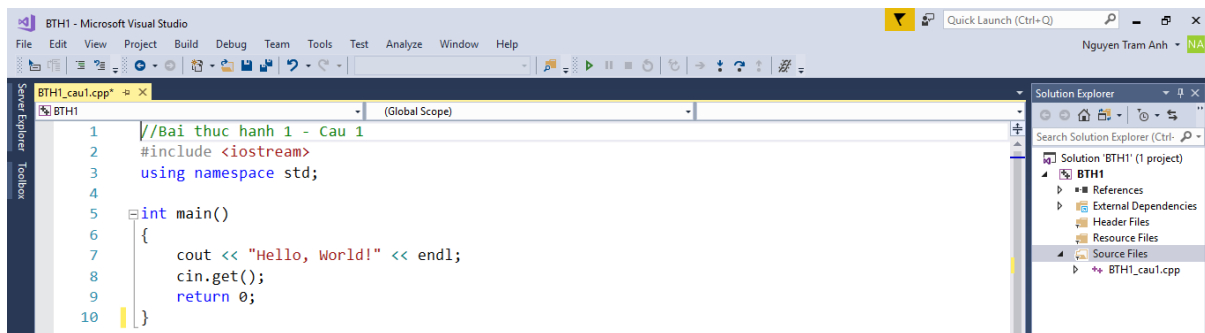 BTH1 - Microsoft Visual Studio
Quick Launch (Ctrl+Q)
File Edit View Project Build Debug Team Tools Test Analyze Window Help
Nguyen Tram Anh
NA
Server Explorer
Toolbox
BTH1_cau1.cpp*
BTH1
(Global Scope)
1 //Bai thuc hanh 1 - Cau 1
2 #include <iostream>
3 using namespace std;
4
5 int main()
6 {
7 cout << "Hello, World!" << endl;
8 cin.get();
9 return 0;
10 }
Solution Explorer
Search Solution Explorer (Ctrl-
Solution 'BTH1' (1 project)
BTH1
References
External Dependencies
Header Files
Resource Files
Source Files
BTH1_cau1.cpp